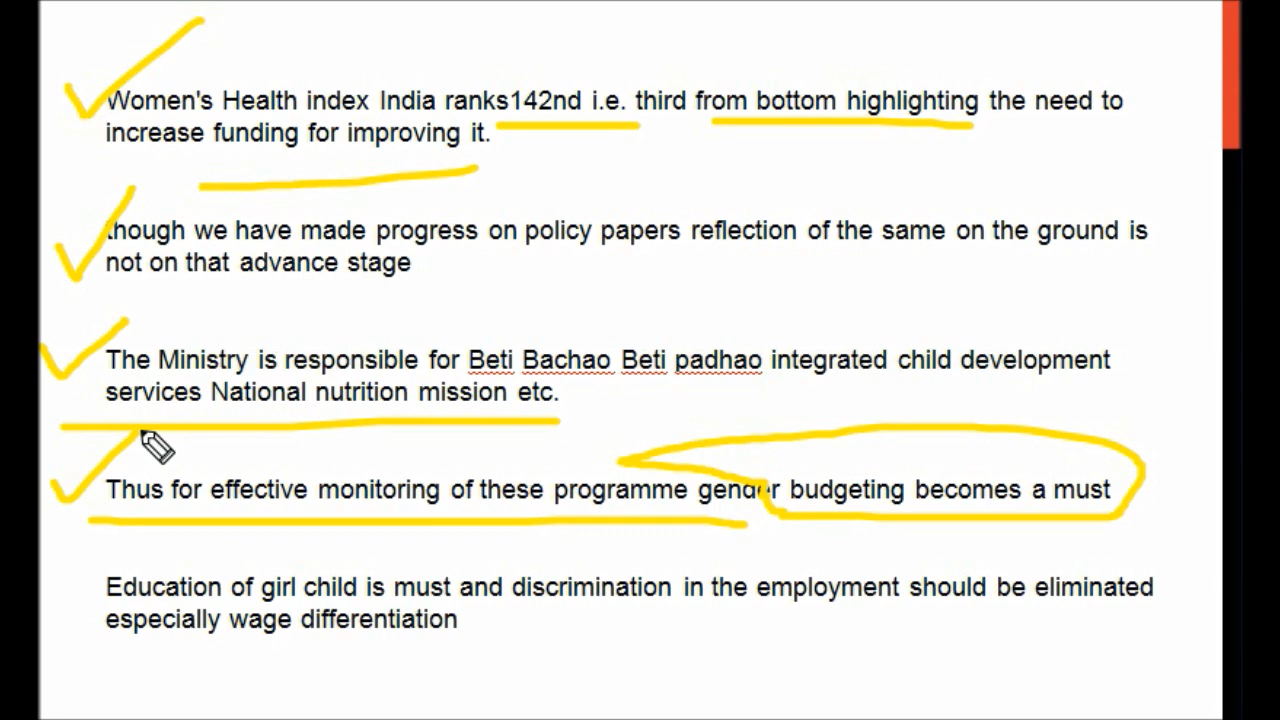 Women's Health index India ranks142nd i.e. third from bottom highlighting the need to
increase funding for improving it.
though we have made progress on policy papers reflection of the same on the ground is
not on that advance stage
The Ministry is responsible for Beti Bachao Beti padhao integrated child development
services National nutrition mission etc.
Thus for effective monitoring of these programme gender budgeting becomes a must
Education of girl child is must and discrimination in the employment should be eliminated
especially wage differentiation